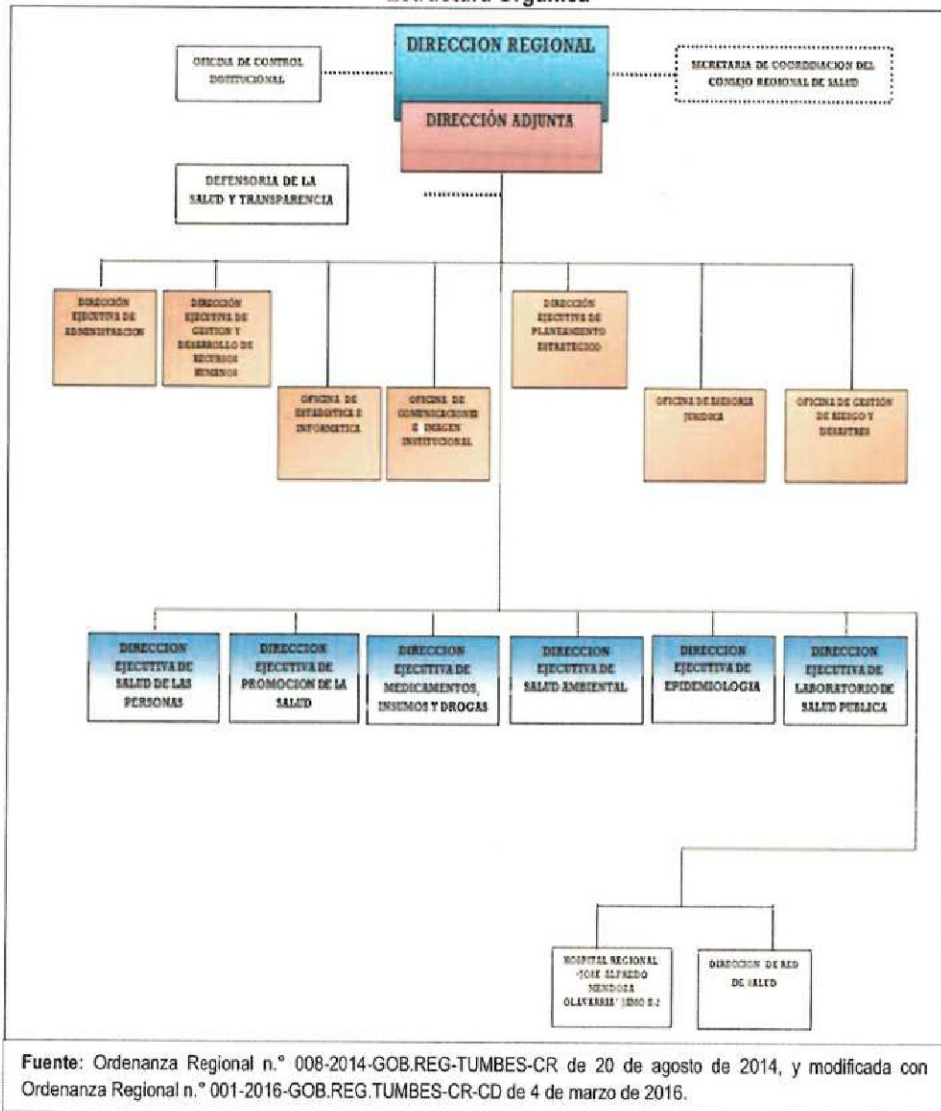 Estructura Orgánica
DIRECCION REGIONAL
OFICINA DE CONTROL
INSTITUCIONAL
SECRETARIA DE COORDINACION DEL
CONSEJO REGIONAL DE SALUD
DIRECCIÓN ADJUNTA
DEFENSORIA DE LA
SALUD Y TRANSPARENCIA
DIRECCIÓN
EJECUTIVA DE
ADMINISTRACION
DIRECCIÓN
EJECUTIVA DE
GESTION Y
DESARROLLO DE
RECURSOS
HUMANOS
DIRECCIÓN
EJECUTIVA DE
PLANEAMIENTO
ESTRATEGICO
OFICINA DE
ESTADISTICA E
INFORMATICA
OFICINA DE
COMUNICACIONES
E IMAGEN
INSTITUCIONAL
OFICINA DE ASESORIA
JURIDICA
OFICINA DE GESTIÓN
DE RIESGO Y
DESASTRES
DIRECCION
EJECUTIVA DE
SALUD DE LAS
PERSONAS
DIRECCION
EJECUTIVA DE
PROMOCION DE LA
SALUD
DIRECCION
EJECUTIVA DE
MEDICAMENTOS,
INSUMOS Y DROGAS
DIRECCION
EJECUTIVA DE
SALUD AMBIENTAL
DIRECCION
EJECUTIVA DE
EPIDEMIOLOGIA
DIRECCION
EJECUTIVA DE
LABORATORIO DE
SALUD PUBLICA
HOSPITAL REGIONAL
"JOSE ALFREDO
MENDOZA
OLAVARRIA"
DIRECCION DE RED
DE SALUD
Fuente: Ordenanza Regional n.° 008-2014-GOB.REG-TUMBES-CR de 20 de agosto de 2014, y modificada con
Ordenanza Regional n.° 001-2016-GOB.REG.TUMBES-CR-CD de 4 de marzo de 2016.